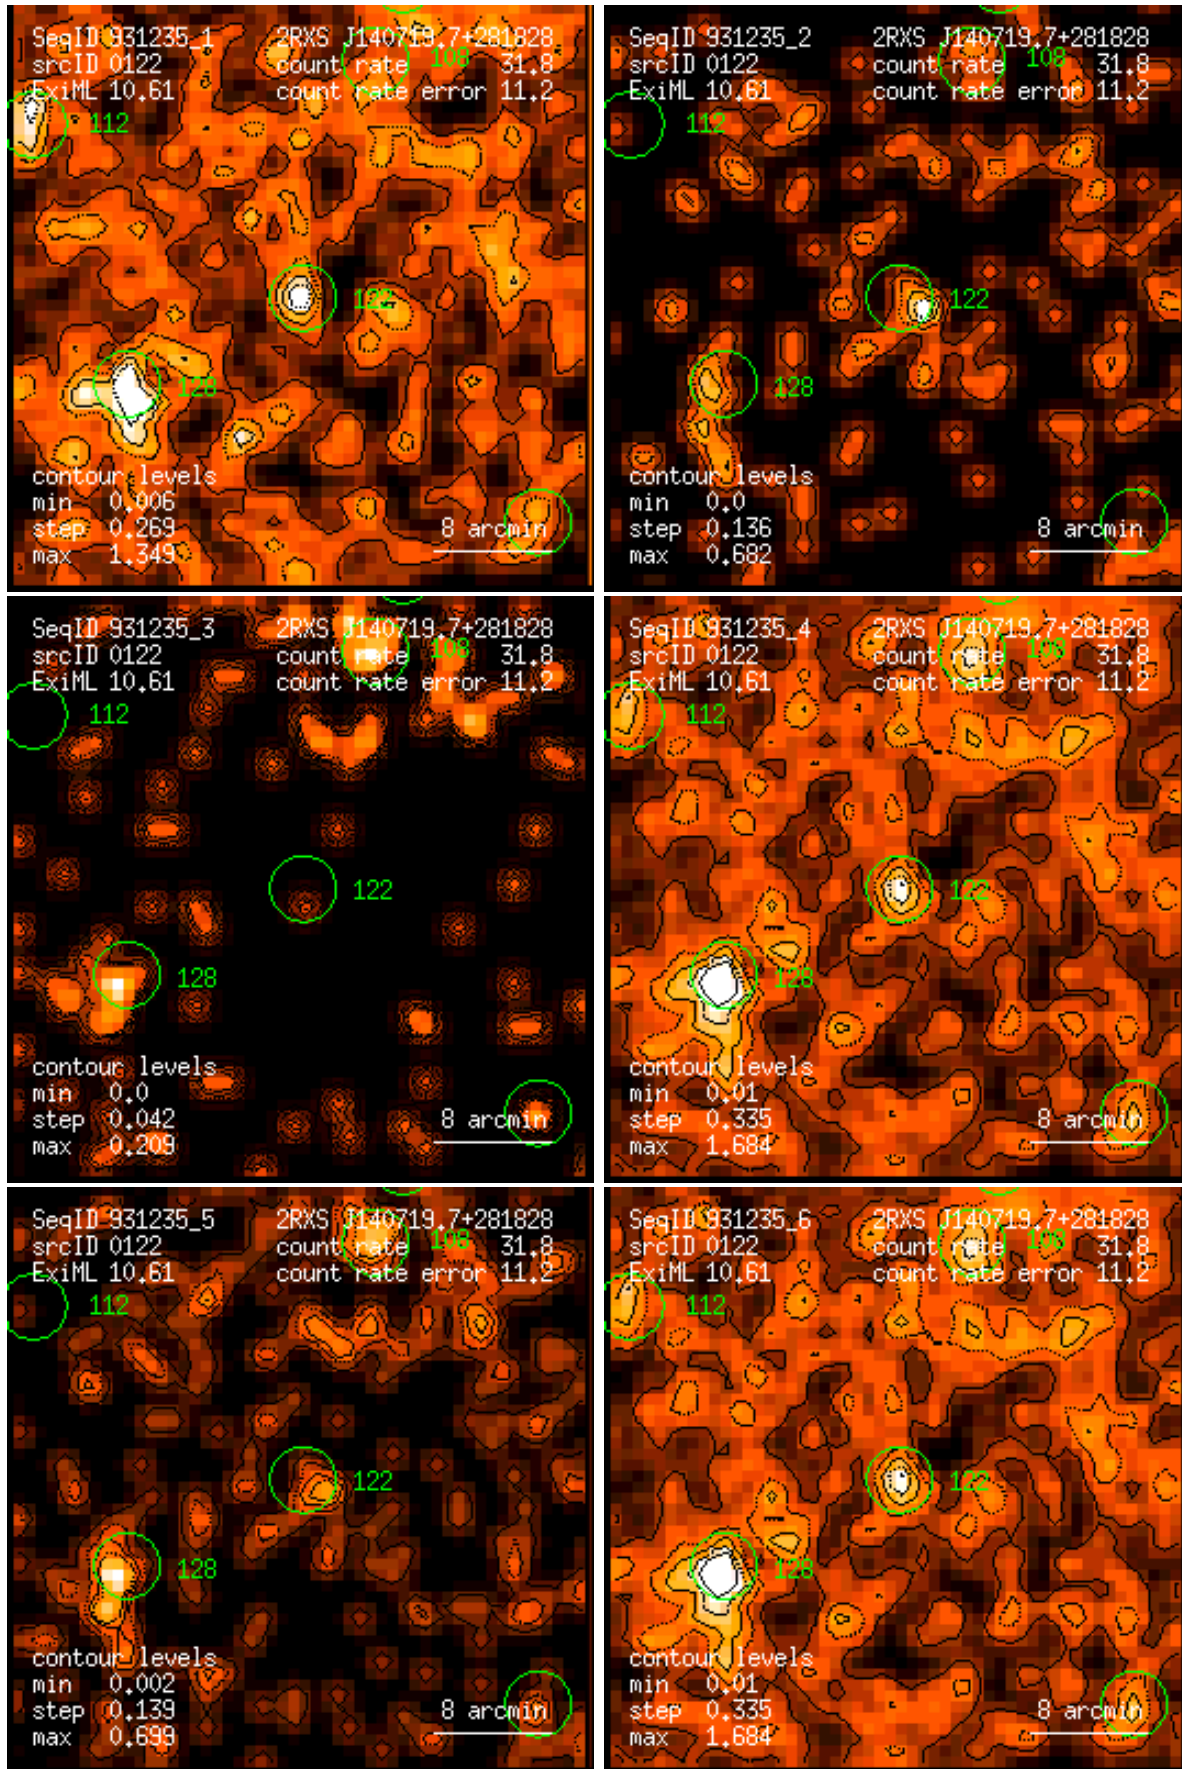 SeqID 931235_1 2RXS J140719.7+281828
srcID 0122 count rate 108 31.8
ExiML 10.61 count rate error 11.2
112
122
128
contour levels
min 0.006
step 0.269 8 arcmin
max 1.349
SeqID 931235_2 2RXS J140719.7+281828
srcID 0122 count rate 108 31.8
ExiML 10.61 count rate error 11.2
112
122
128
contour levels
min 0.0
step 0.136 8 arcmin
max 0.682
SeqID 931235_3 2RXS J140719.7+281828
srcID 0122 count rate 108 31.8
ExiML 10.61 count rate error 11.2
112
122
128
contour levels
min 0.0
step 0.042 8 arcmin
max 0.209
SeqID 931235_4 2RXS J140719.7+281828
srcID 0122 count rate 108 31.8
ExiML 10.61 count rate error 11.2
112
122
128
contour levels
min 0.01
step 0.335 8 arcmin
max 1.684
SeqID 931235_5 2RXS J140719.7+281828
srcID 0122 count rate 108 31.8
ExiML 10.61 count rate error 11.2
112
122
128
contour levels
min 0.002
step 0.139 8 arcmin
max 0.699
SeqID 931235_6 2RXS J140719.7+281828
srcID 0122 count rate 108 31.8
ExiML 10.61 count rate error 11.2
112
122
128
contour levels
min 0.01
step 0.335 8 arcmin
max 1.684